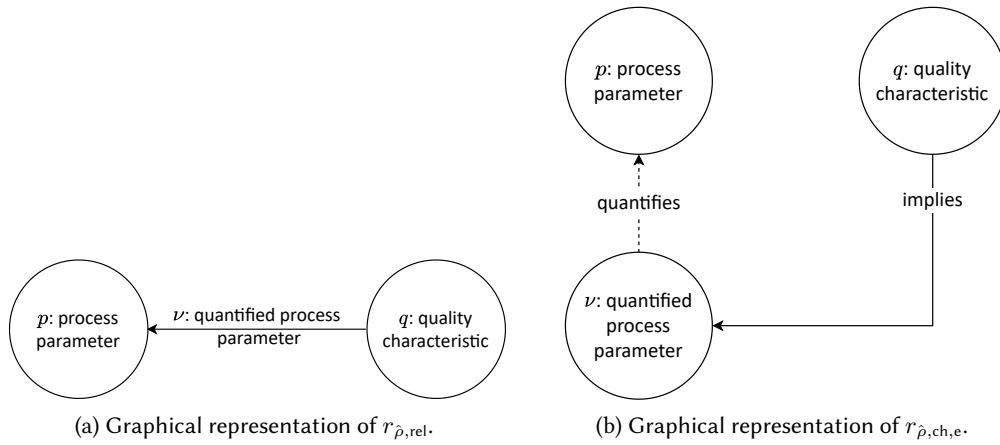 p: process
parameter
ν: quantified process
parameter
q: quality
characteristic
(a) Graphical representation of r_{ρ̂,rel}.
p: process
parameter
q: quality
characteristic
quantifies
implies
ν: quantified
process
parameter
(b) Graphical representation of r_{ρ̂,ch,e}.